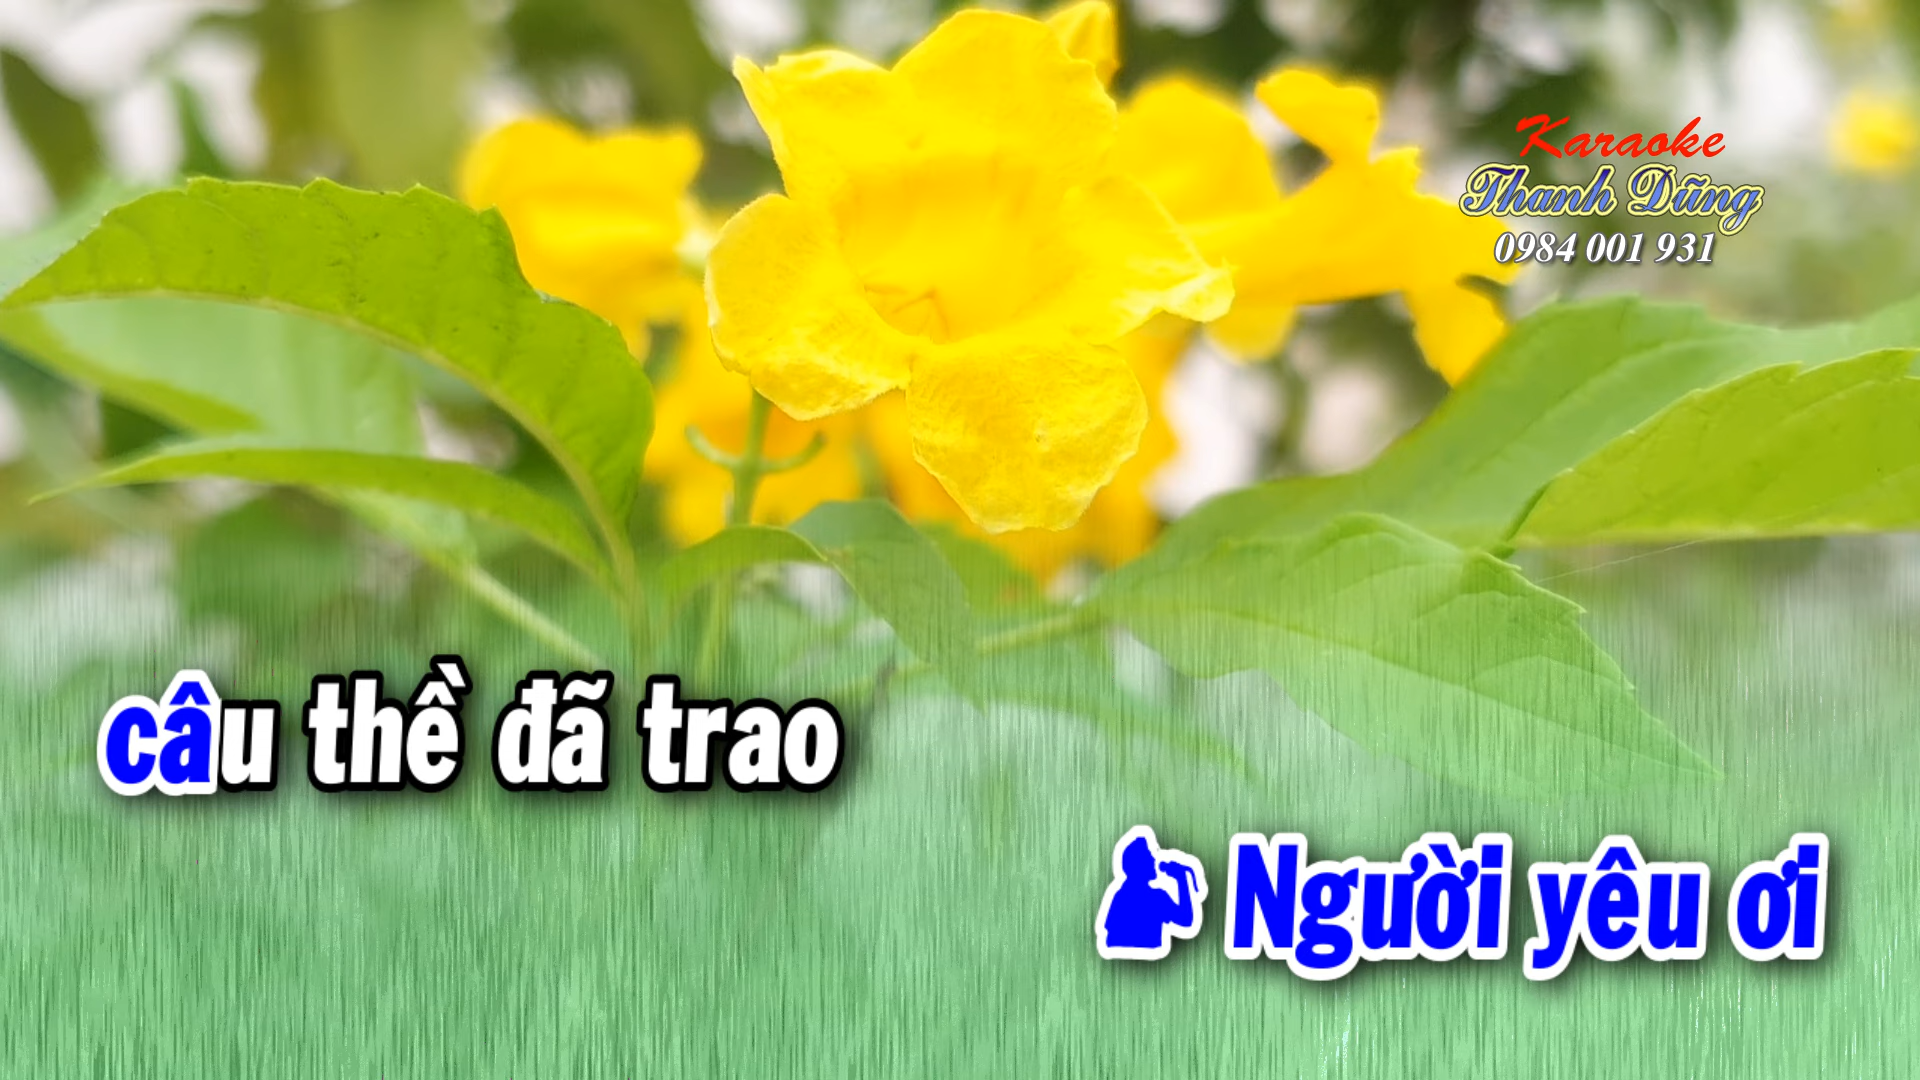 Karaoke
Thanh Dũng
0984 001 931
câu thề đã trao
Người yêu ơi